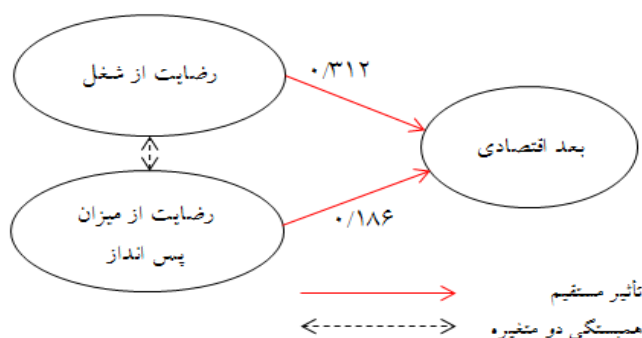 رضایت از شغل
۰/۳۱۲
بعد اقتصادی
رضایت از میزان
پس انداز
۰/۱۸۶
تأثیر مستقیم
همبستگی دو متغیره